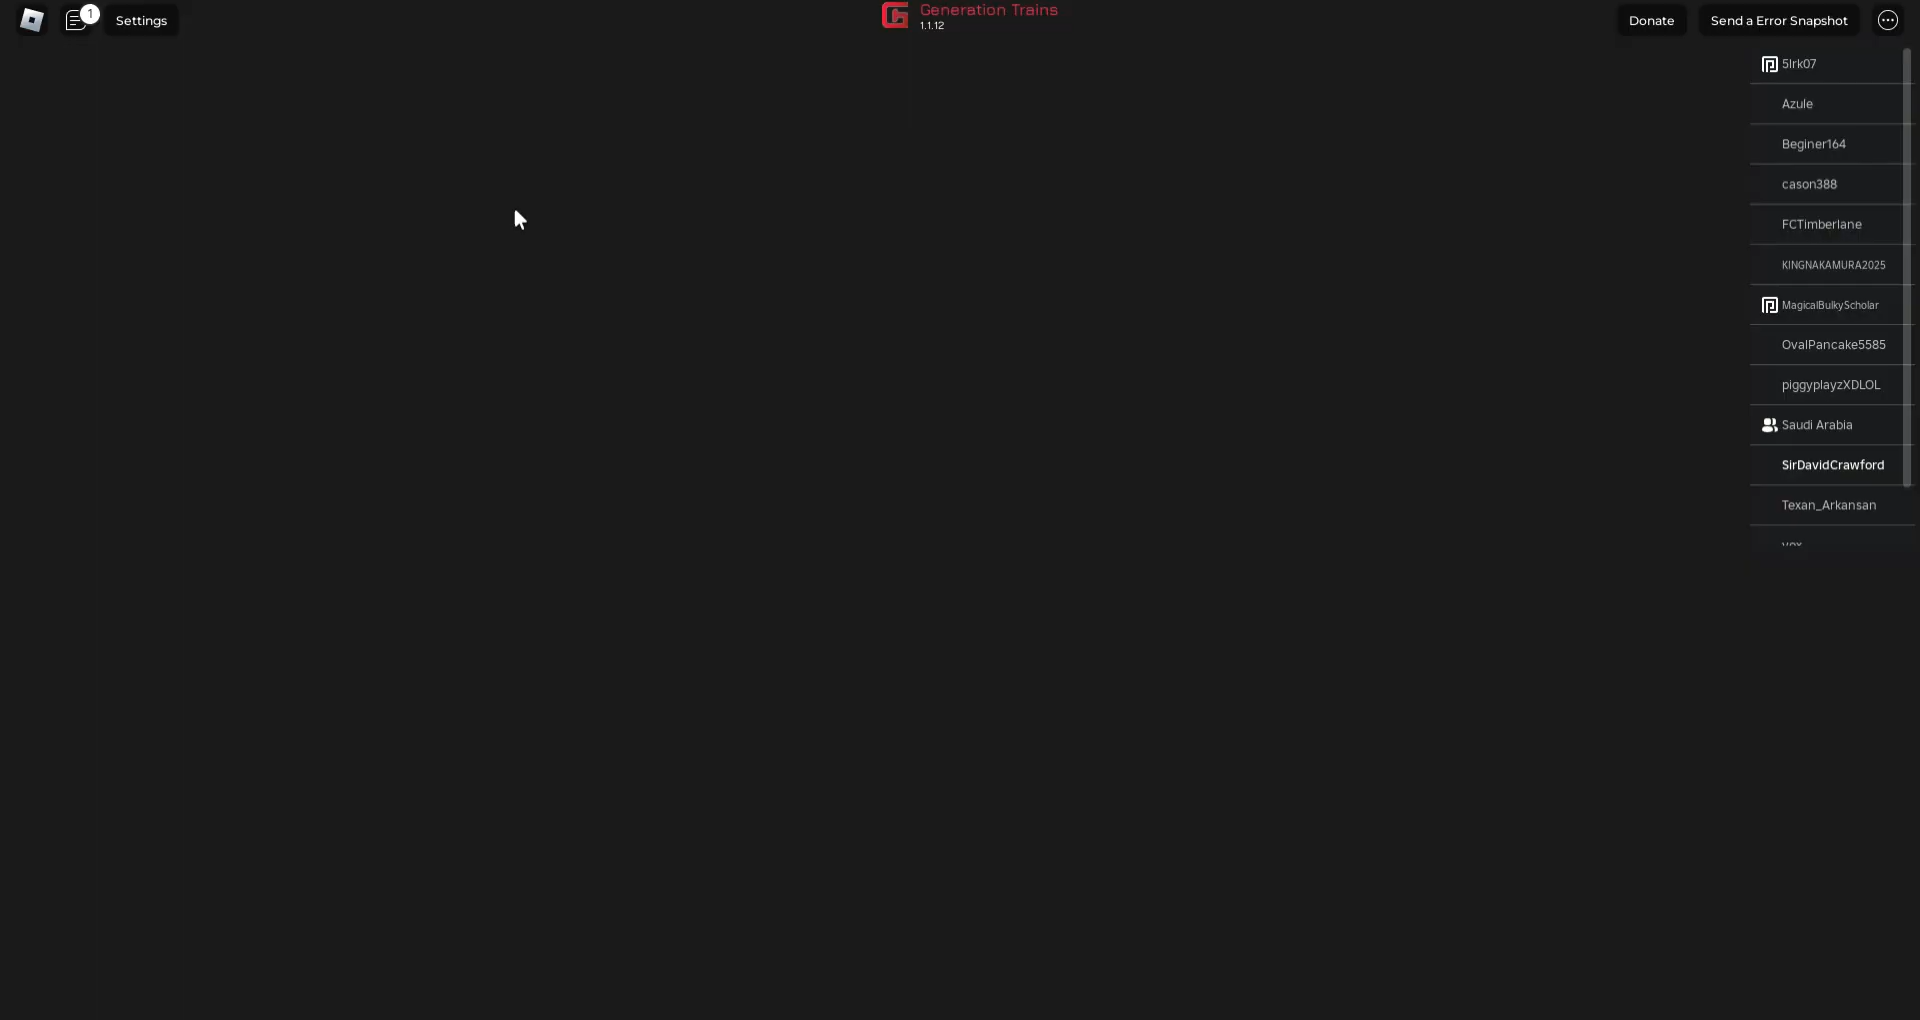 1
Settings
Generation Trains
1.1.12
Donate
Send a Error Snapshot
5lrk07
Azule
Beginer164
cason388
FCTimberlane
KINGNAKAMURA2025
MagicalBulkyScholar
OvalPancake5585
piggyplayzXDLOL
Saudi Arabia
SirDavidCrawford
Texan_Arkansan